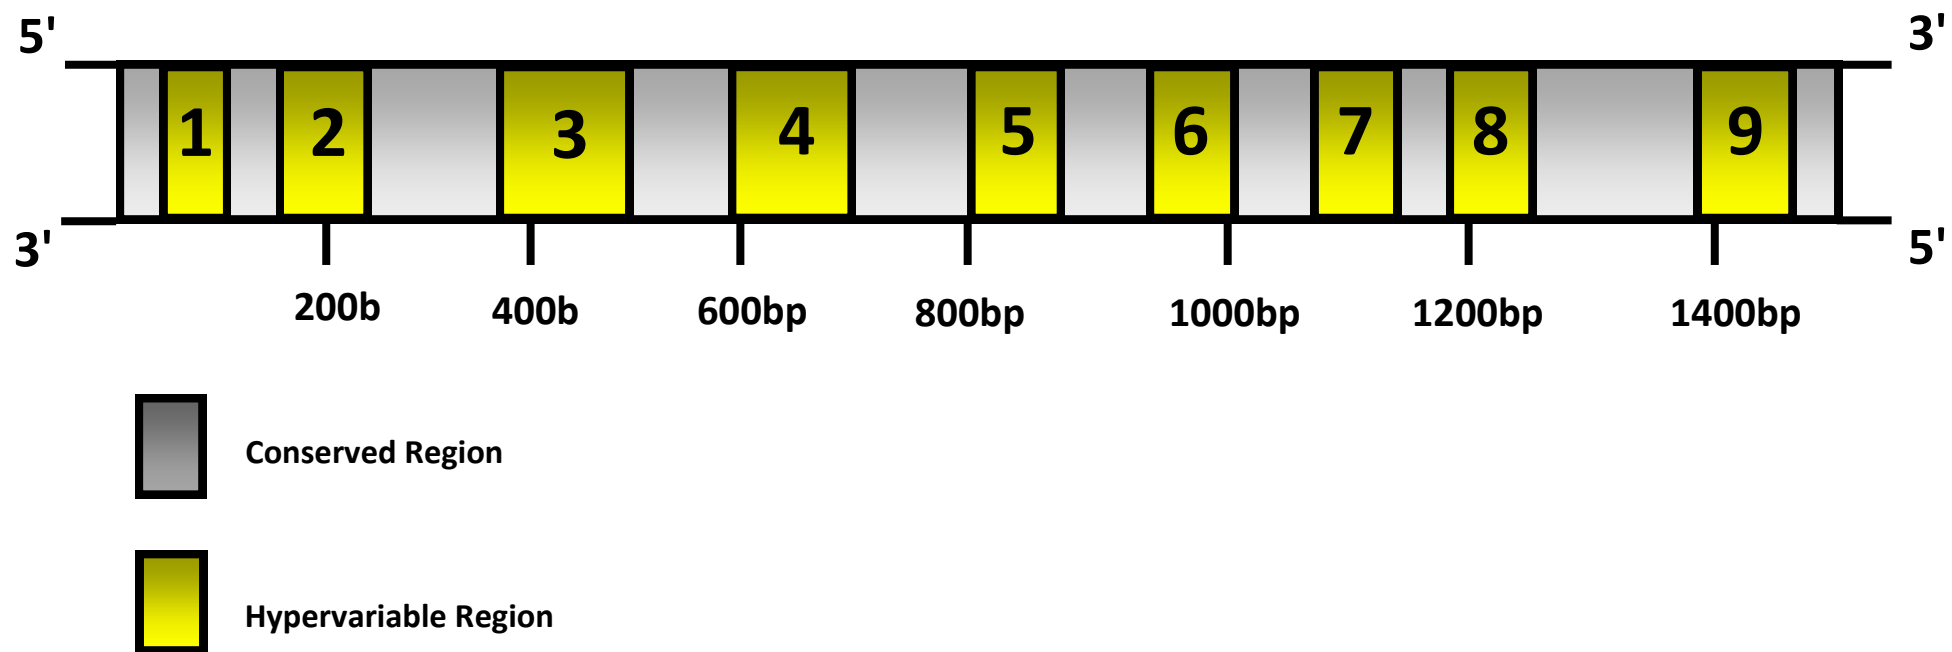 5' 3'
1 2 3 4 5 6 7 8 9
3' 5'
200b 400b 600bp 800bp 1000bp 1200bp 1400bp
Conserved Region
Hypervariable Region